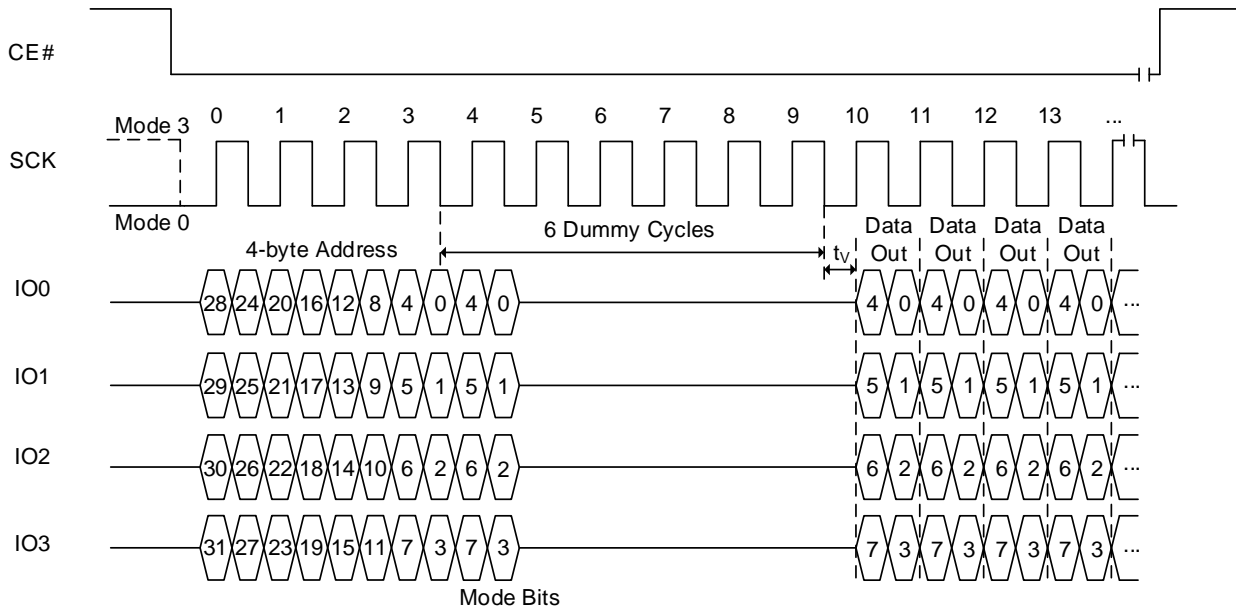 CE#
0 1 2 3 4 5 6 7 8 9 10 11 12 13 ...
Mode 3
SCK
Mode 0
6 Dummy Cycles
Data Data Data Data
4-byte Address
tV
Out Out Out Out
IO0
28 24 20 16 12 8 4 0 4 0 4 0 4 0 4 0 4 0 ...
IO1
29 25 21 17 13 9 5 1 5 1 5 1 5 1 5 1 5 1 ...
IO2
30 26 22 18 14 10 6 2 6 2 6 2 6 2 6 2 6 2 ...
IO3
31 27 23 19 15 11 7 3 7 3 7 3 7 3 7 3 7 3 ...
Mode Bits